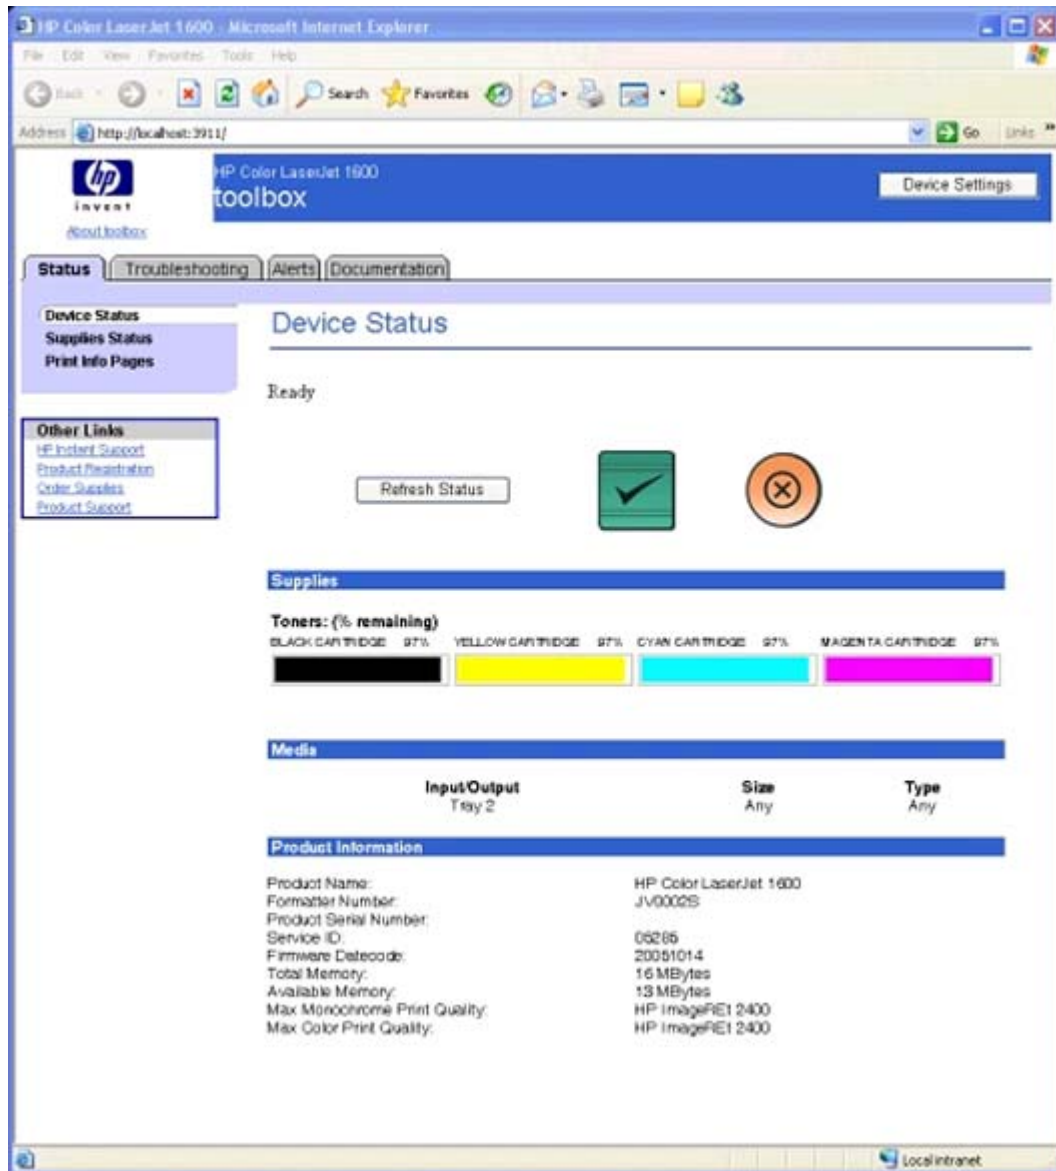 HP Color LaserJet 1600 - Microsoft Internet Explorer
File Edit View Favorites Tools Help
Back Search Favorites
Address http://localhost:3911/ Go Links
hp
invent
About toolbox
HP Color LaserJet 1600
toolbox
Device Settings
Status Troubleshooting Alerts Documentation
Device Status
Supplies Status
Print Info Pages
Other Links
HP Instant Support
Product Registration
Order Supplies
Product Support
Device Status
Ready
Refresh Status
Supplies
Toners: (% remaining)
BLACK CARTRIDGE 97% YELLOW CARTRIDGE 97% CYAN CARTRIDGE 97% MAGENTA CARTRIDGE 97%
Media
Input/Output Size Type
Tray 2 Any Any
Product Information
Product Name: HP Color LaserJet 1600
Formatter Number: JV0002S
Product Serial Number:
Service ID: 05285
Firmware Datecode: 20051014
Total Memory: 16 MBytes
Available Memory: 13 MBytes
Max Monochrome Print Quality: HP ImageREt 2400
Max Color Print Quality: HP ImageREt 2400
Local intranet